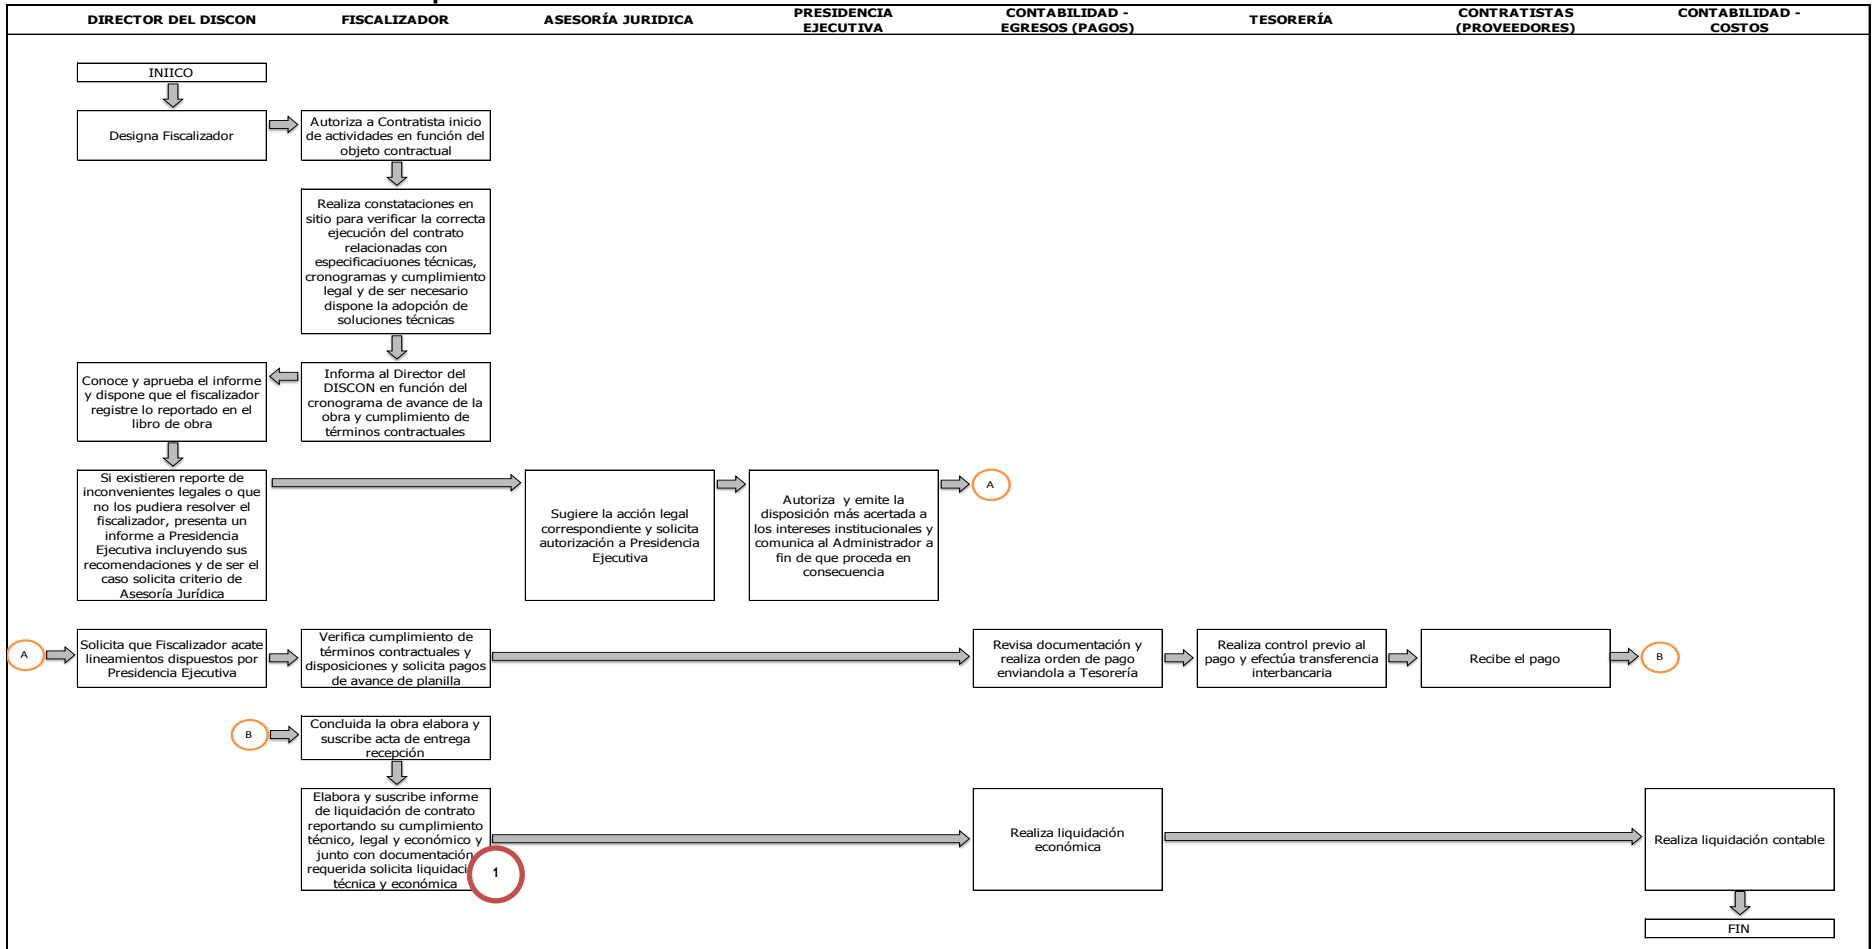 DIRECTOR DEL DISCON
FISCALIZADOR
ASESORÍA JURIDICA
PRESIDENCIA
EJECUTIVA
CONTABILIDAD -
EGRESOS (PAGOS)
TESORERÍA
CONTRATISTAS
(PROVEEDORES)
CONTABILIDAD -
COSTOS
INIICO
Designa Fiscalizador
Autoriza a Contratista inicio
de actividades en función del
objeto contractual
Realiza constataciones en
sitio para verificar la correcta
ejecución del contrato
relacionadas con
especificaciuones técnicas,
cronogramas y cumplimiento
legal y de ser necesario
dispone la adopción de
soluciones técnicas
Conoce y aprueba el informe
y dispone que el fiscalizador
registre lo reportado en el
libro de obra
Informa al Director del
DISCON en función del
cronograma de avance de la
obra y cumplimiento de
términos contractuales
Si existieren reporte de
inconvenientes legales o que
no los pudiera resolver el
fiscalizador, presenta un
informe a Presidencia
Ejecutiva incluyendo sus
recomendaciones y de ser el
caso solicita criterio de
Asesoría Jurídica
Sugiere la acción legal
correspondiente y solicita
autorización a Presidencia
Ejecutiva
Autoriza y emite la
disposición más acertada a
los intereses institucionales y
comunica al Administrador a
fin de que proceda en
consecuencia
A
A
Solicita que Fiscalizador acate
lineamientos dispuestos por
Presidencia Ejecutiva
Verifica cumplimiento de
términos contractuales y
disposiciones y solicita pagos
de avance de planilla
Revisa documentación y
realiza orden de pago
enviandola a Tesorería
Realiza control previo al
pago y efectúa transferencia
interbancaria
Recibe el pago
B
B
Concluida la obra elabora y
suscribe acta de entrega
recepción
Elabora y suscribe informe
de liquidación de contrato
reportando su cumplimiento
técnico, legal y económico y
junto con documentación
requerida solicita
técnica y económica
1
Realiza liquidación
económica
Realiza liquidación contable
FIN